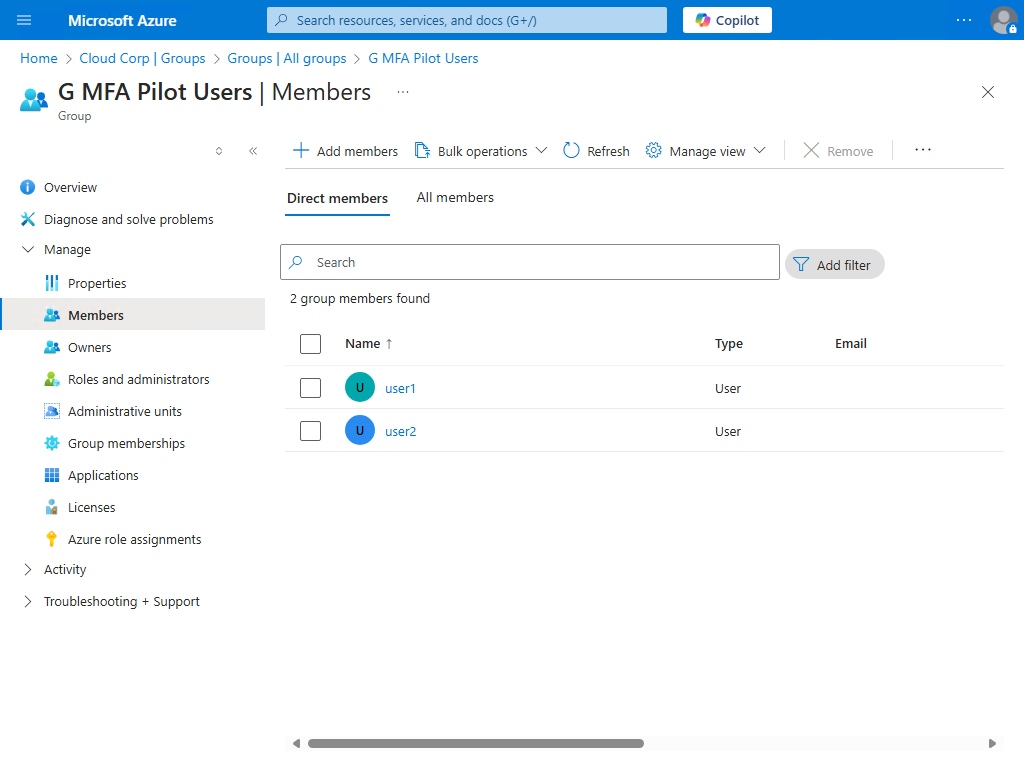 Microsoft Azure
Search resources, services, and docs (G+/)
Copilot
Home > Cloud Corp | Groups > Groups | All groups > G MFA Pilot Users
G MFA Pilot Users | Members
Group
Add members
Bulk operations
Refresh
Manage view
Remove
Overview
Diagnose and solve problems
Manage
Properties
Members
Owners
Roles and administrators
Administrative units
Group memberships
Applications
Licenses
Azure role assignments
Activity
Troubleshooting + Support
Direct members
All members
Search
Add filter
2 group members found
Name ↑ Type Email
U user1 User
U user2 User